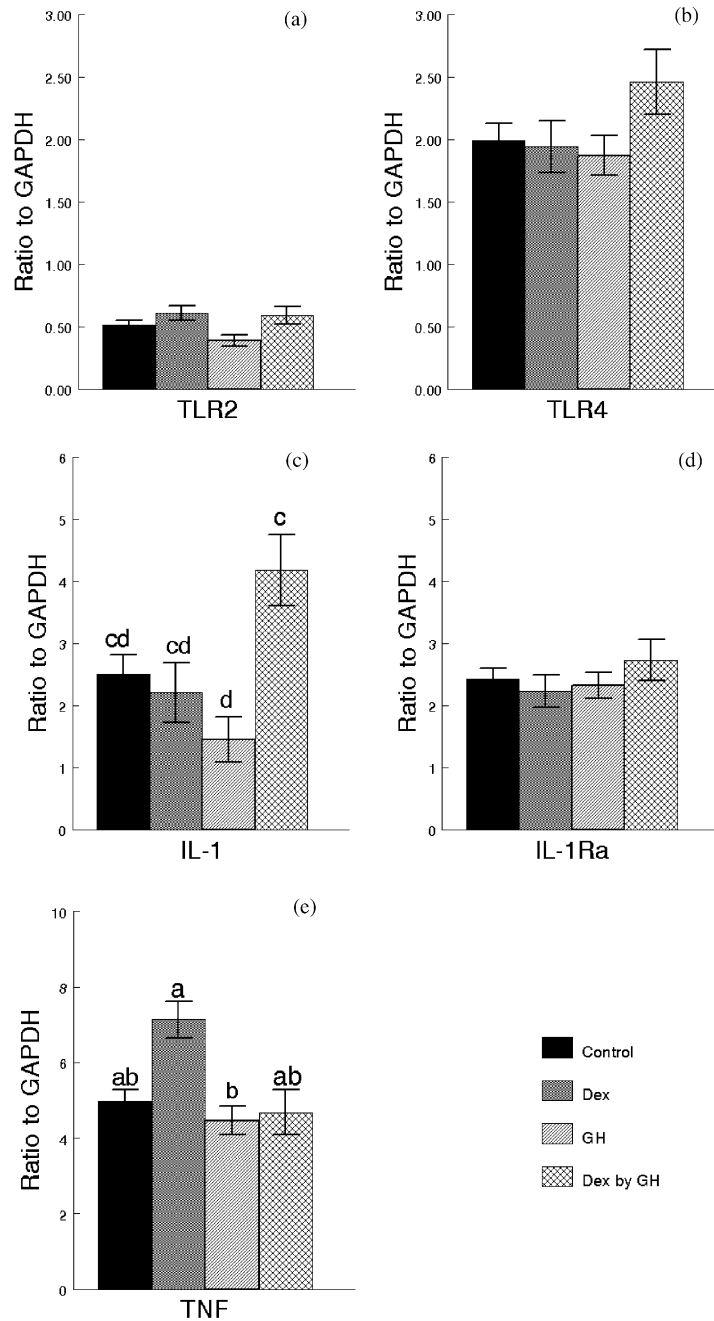 (a)
3.00
2.50
2.00
1.50
1.00
0.50
0.00
Ratio to GAPDH
TLR2
(b)
3.00
2.50
2.00
1.50
1.00
0.50
0.00
Ratio to GAPDH
TLR4
(c)
6
5
4
3
2
1
0
Ratio to GAPDH
cd
cd
d
c
IL-1
(d)
6
5
4
3
2
1
0
Ratio to GAPDH
IL-1Ra
(e)
10
8
6
4
2
0
Ratio to GAPDH
ab
a
b
ab
TNF
Control
Dex
GH
Dex by GH